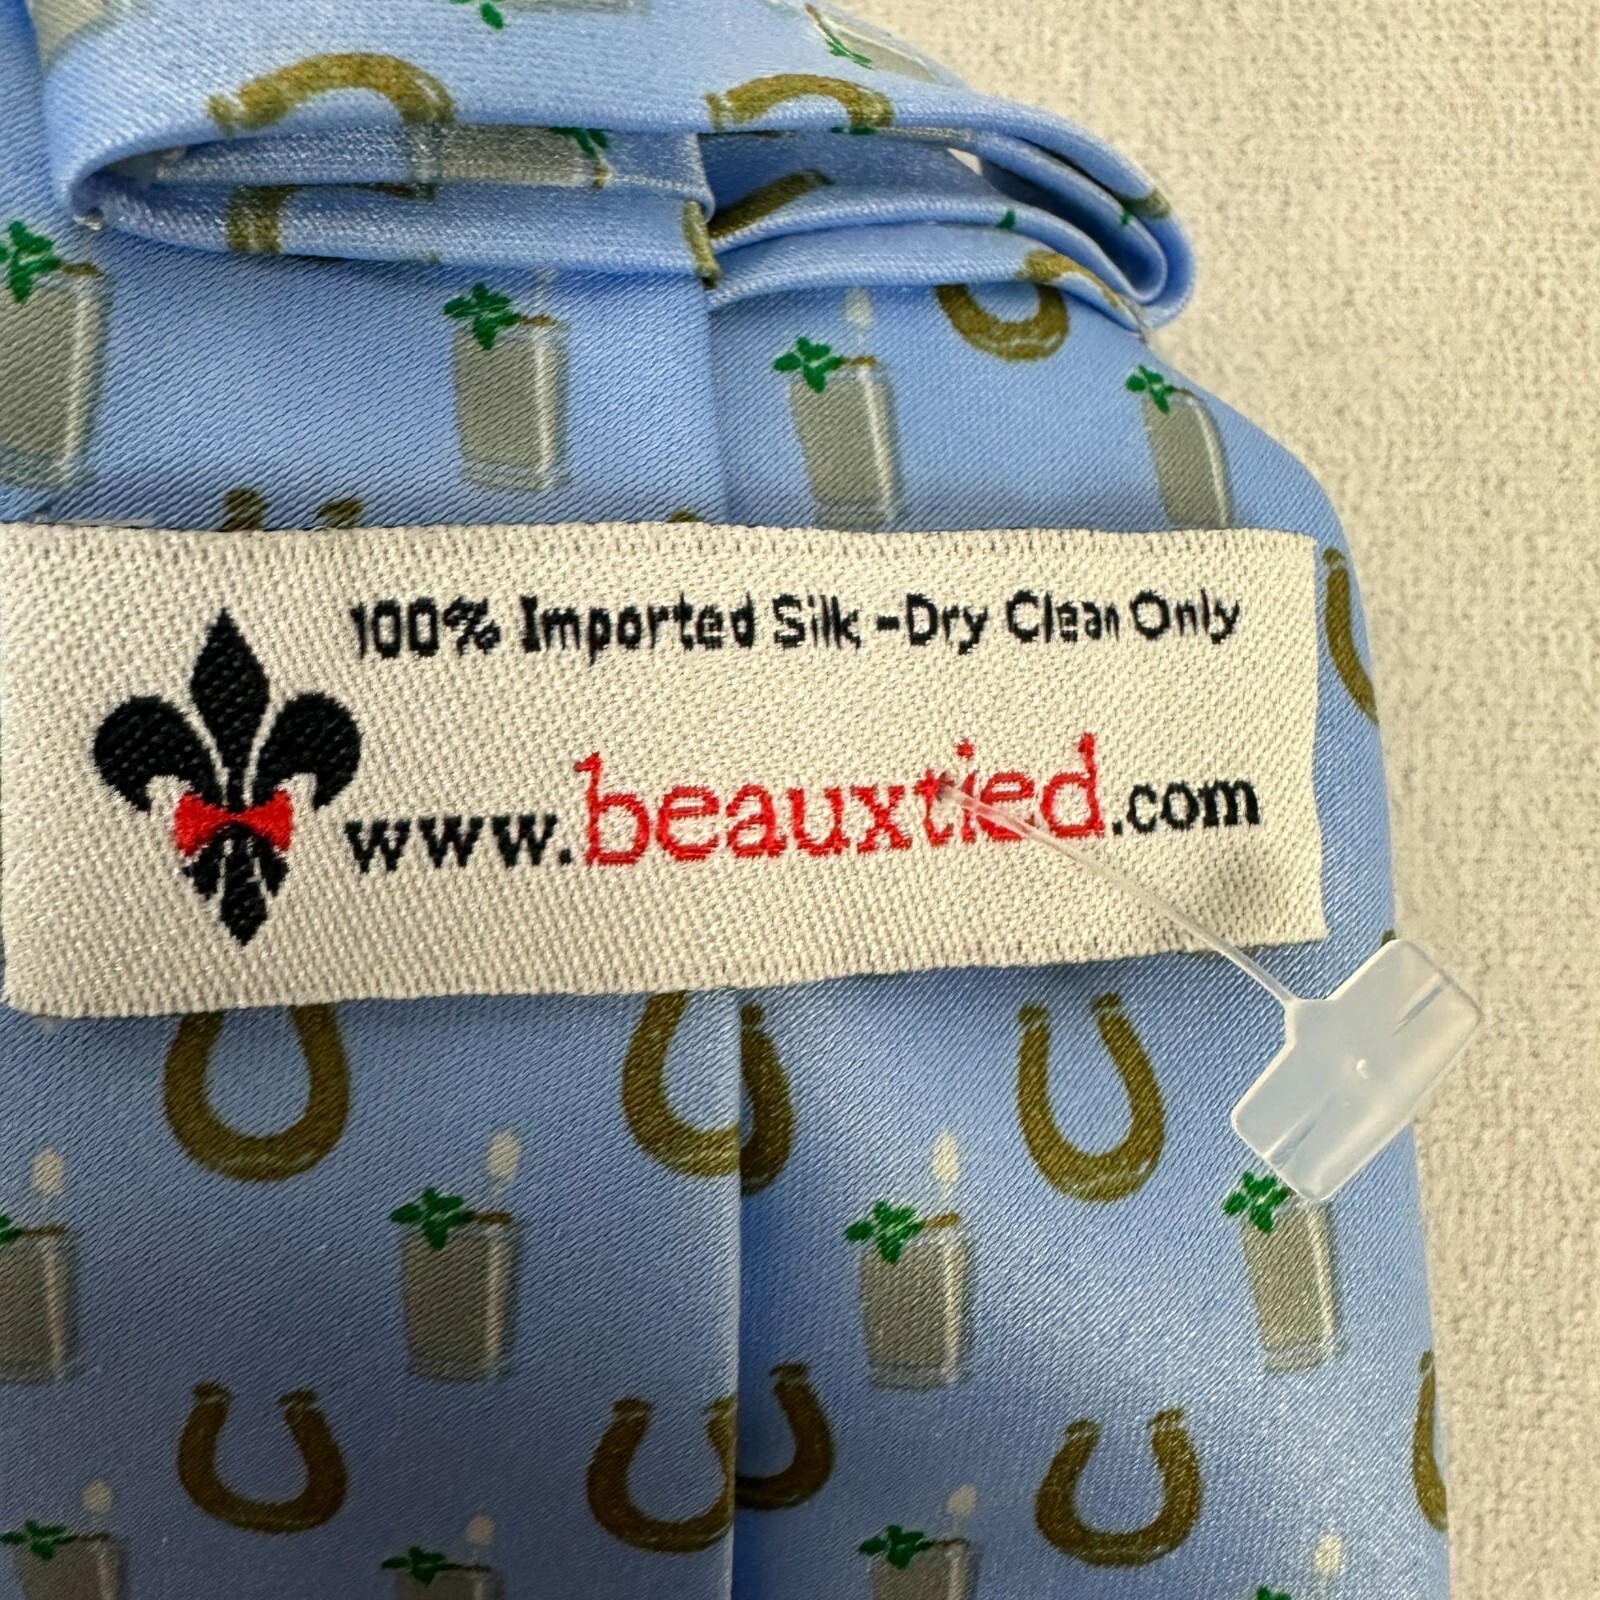 100% Imported Silk -Dry Clean Only
www.beauxtied.com